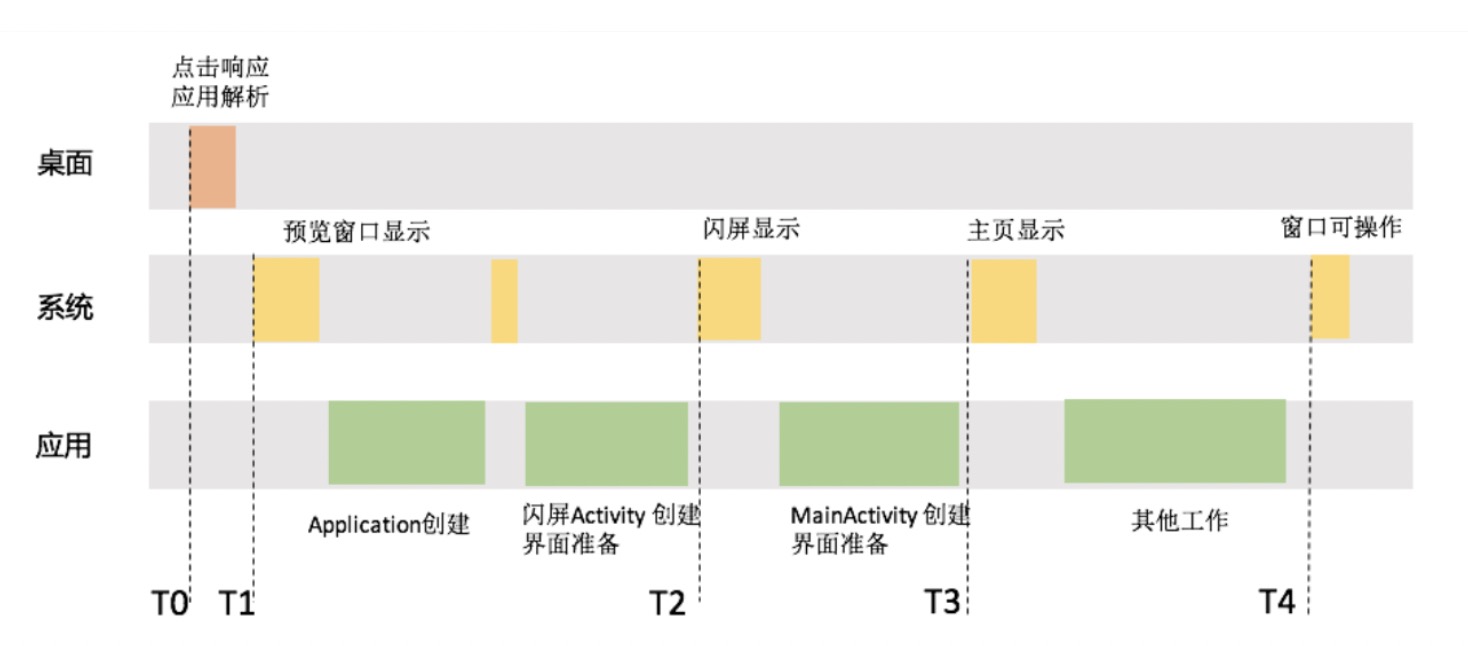 点击响应
应用解析
桌面
预览窗口显示
闪屏显示
主页显示
窗口可操作
系统
应用
Application创建
闪屏Activity 创建
界面准备
MainActivity 创建
界面准备
其他工作
T0
T1
T2
T3
T4